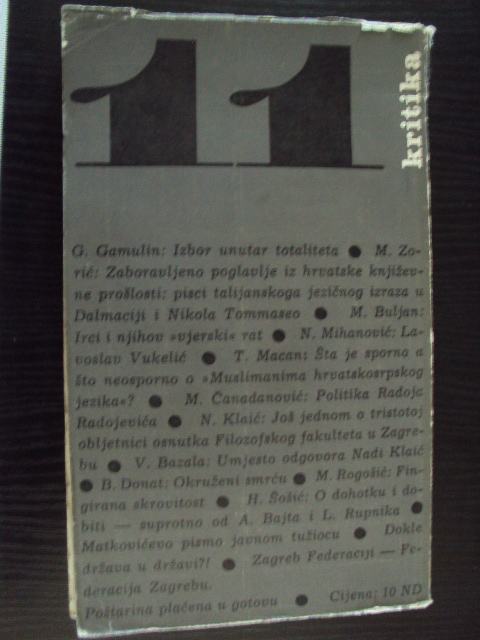 11
kritika
G. Gamulin: Izbor unutar totaliteta ● M. Zo-
rić: Zaboravljeno poglavlje iz hrvatske književ-
ne prošlosti; pisci talijanskoga jezičnog izraza u
Dalmaciji i Nikola Tommaseo ● M. Buljan:
Irci i njihov »vjerski« rat ● N. Mihanović: La-
voslav Vukelić ● T. Macan: Šta je sporno a
što neosporno o »Muslimanima hrvatskosrpskog
jezika«? ● M. Čanadanović: Politika Radoja
Radojevića ● N. Klaić: Još jednom o tristotoj
obljetnici osnutka Filozofskog fakulteta u Zagre-
bu ● V. Bazala: Umjesto odgovora Nadi Klaić
● B. Donat: Okruženi smrću ● M. Rogošić: Fin-
girana skrovitost ● H. Šošić: O dohotku i do-
biti — suprotno od A. Bajta i L. Rupnika ●
Matkovićevo pismo javnom tužiocu ● Dokle
država u državi?! ● Zagreb Federaciji — Fe-
deracija Zagrebu.
Poštarina plaćena u gotovu ● Cijena: 10 ND